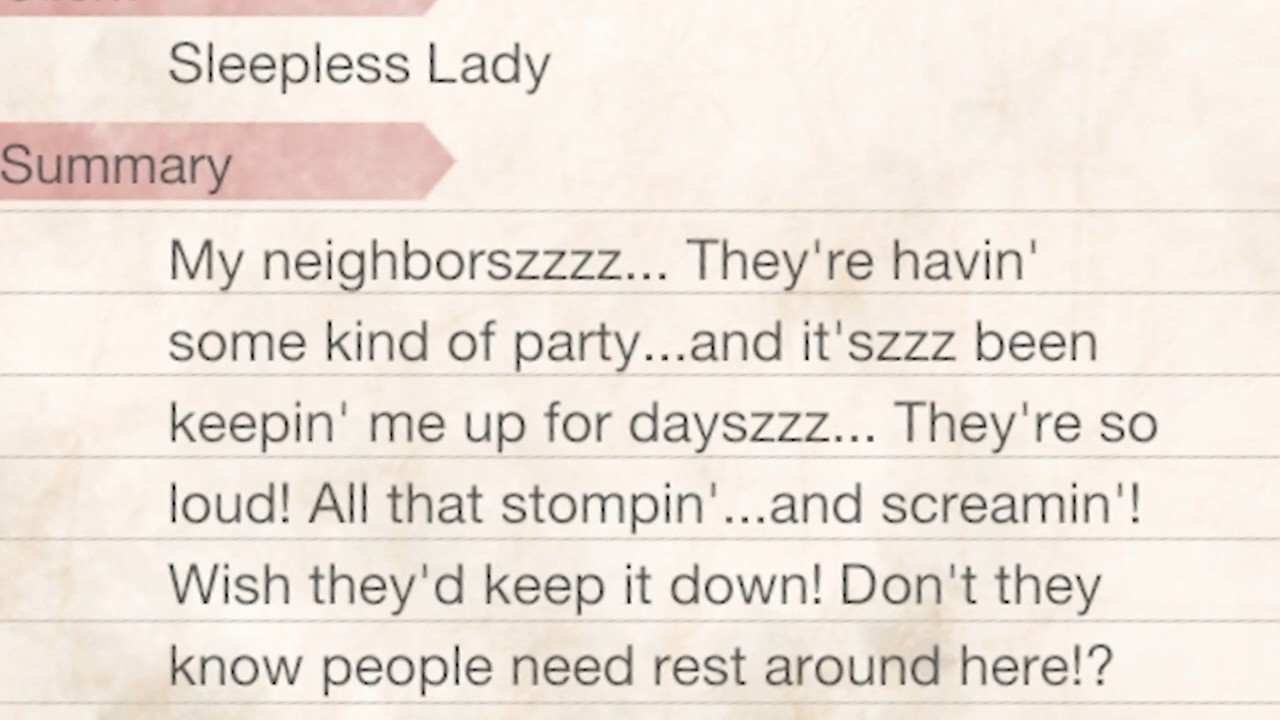 Sleepless Lady
Summary
My neighborszzzz... They're havin'
some kind of party...and it'szzz been
keepin' me up for dayszzz... They're so
loud! All that stompin'...and screamin'!
Wish they'd keep it down! Don't they
know people need rest around here!?